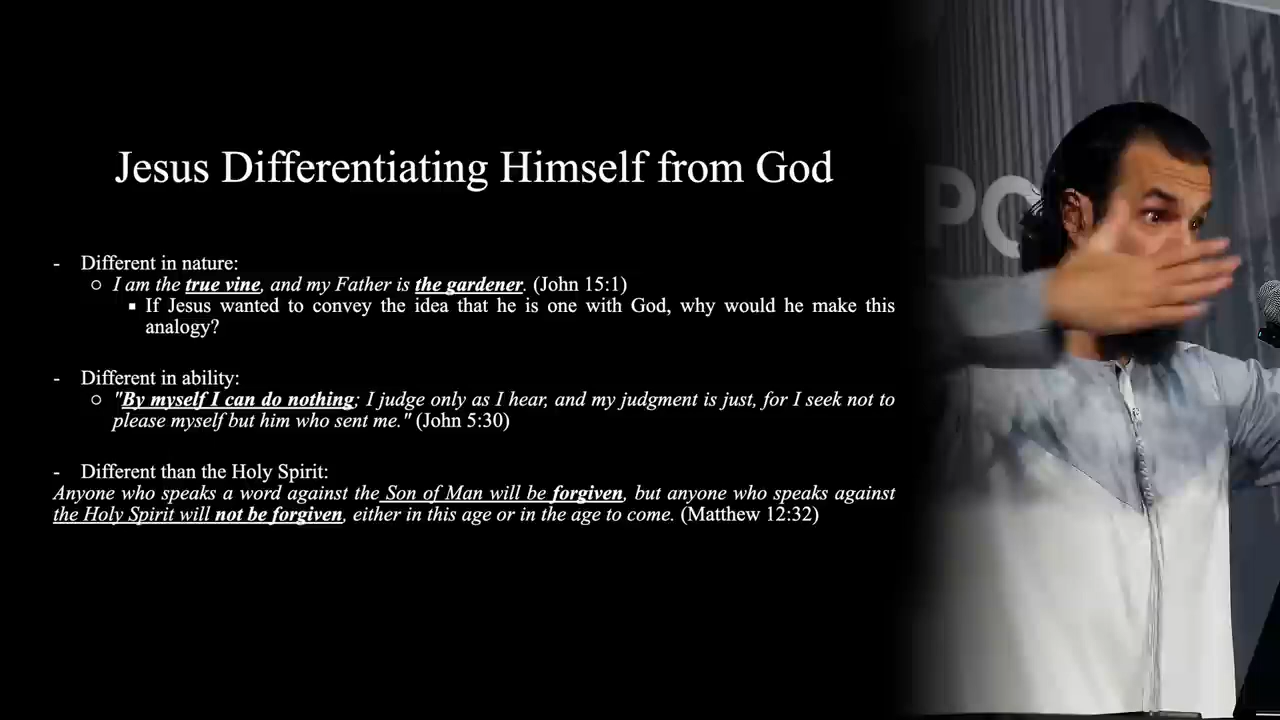 Jesus Differentiating Himself from God
- Different in nature:
○ I am the true vine, and my Father is the gardener. (John 15:1)
▪ If Jesus wanted to convey the idea that he is one with God, why would he make this
analogy?
- Different in ability:
○ "By myself I can do nothing; I judge only as I hear, and my judgment is just, for I seek not to
please myself but him who sent me." (John 5:30)
- Different than the Holy Spirit:
Anyone who speaks a word against the Son of Man will be forgiven, but anyone who speaks against
the Holy Spirit will not be forgiven, either in this age or in the age to come. (Matthew 12:32)